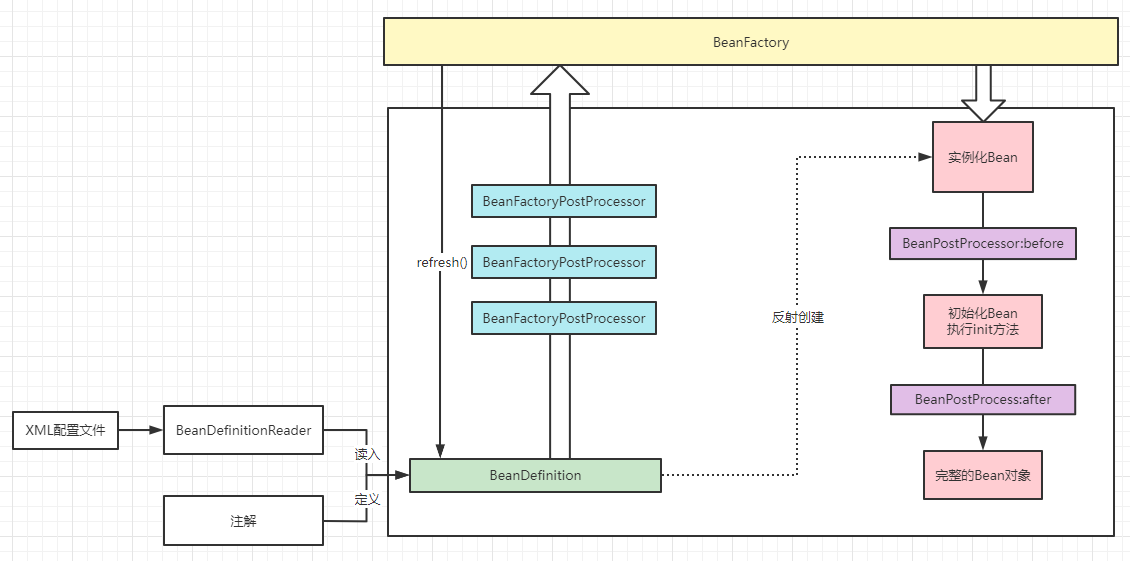 BeanFactory
实例化Bean
BeanFactoryPostProcessor
BeanPostProcessor:before
refresh()
BeanFactoryPostProcessor
BeanFactoryPostProcessor
反射创建
初始化Bean
执行init方法
BeanPostProcess:after
XML配置文件
BeanDefinitionReader
读入
BeanDefinition
完整的Bean对象
定义
注解